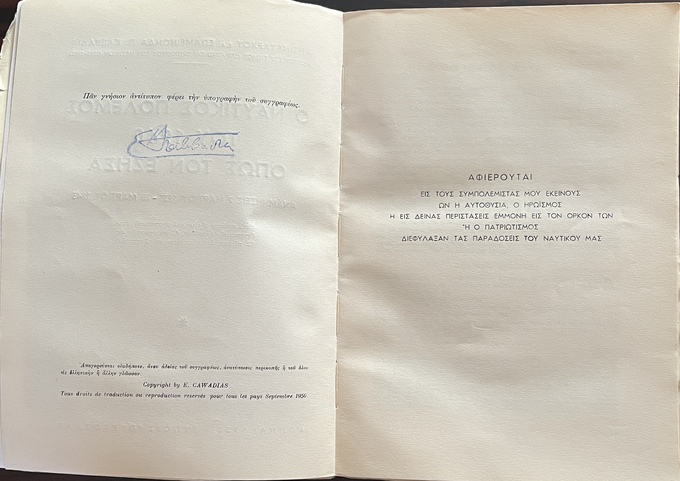 Πᾶν γνήσιον ἀντίτυπον φέρει τὴν ὑπογραφὴν τοῦ συγγραφέως.
Ἀπαγορεύεται οἱαδήποτε, ἄνευ ἀδείας τοῦ συγγραφέως, ἀνατύπωσις περικοπῆς ἢ τοῦ ὅλου
εἰς ἑλληνικὴν ἢ ἄλλην γλῶσσαν.
Copyright by E. CAWADIAS
Tous droits de traduction ou reproduction reservés pour tous les pays Septembre 1950
ΑΦΙΕΡΟΥΤΑΙ
ΕΙΣ ΤΟΥΣ ΣΥΜΠΟΛΕΜΙΣΤΑΣ ΜΟΥ ΕΚΕΙΝΟΥΣ
ΩΝ Η ΑΥΤΟΘΥΣΙΑ, Ο ΗΡΩΪΣΜΟΣ
Η ΕΙΣ ΔΕΙΝΑΣ ΠΕΡΙΣΤΑΣΕΙΣ ΕΜΜΟΝΗ ΕΙΣ ΤΟΝ ΟΡΚΟΝ ΤΩΝ
Ή Ο ΠΑΤΡΙΩΤΙΣΜΟΣ
ΔΙΕΦΥΛΑΞΑΝ ΤΑΣ ΠΑΡΑΔΟΣΕΙΣ ΤΟΥ ΝΑΥΤΙΚΟΥ ΜΑΣ